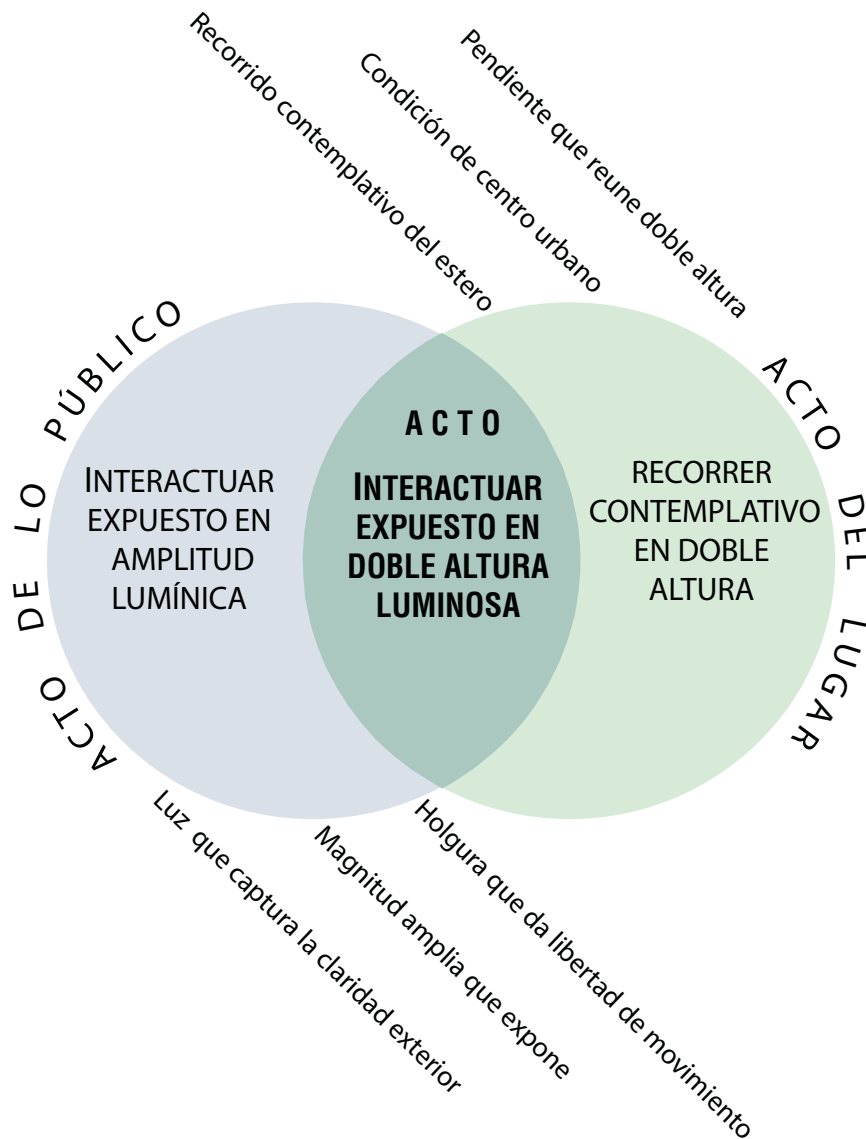 Recorrido contemplativo del estero
Condición de centro urbano
Pendiente que reune doble altura
ACTO DE LO PÚBLICO
INTERACTUAR
EXPUESTO EN
AMPLITUD
LUMÍNICA
ACTO
INTERACTUAR
EXPUESTO EN
DOBLE ALTURA
LUMINOSA
RECORRER
CONTEMPLATIVO
EN DOBLE
ALTURA
ACTO DEL LUGAR
Luz que captura la claridad exterior
Magnitud amplia que expone
Holgura que da libertad de movimiento